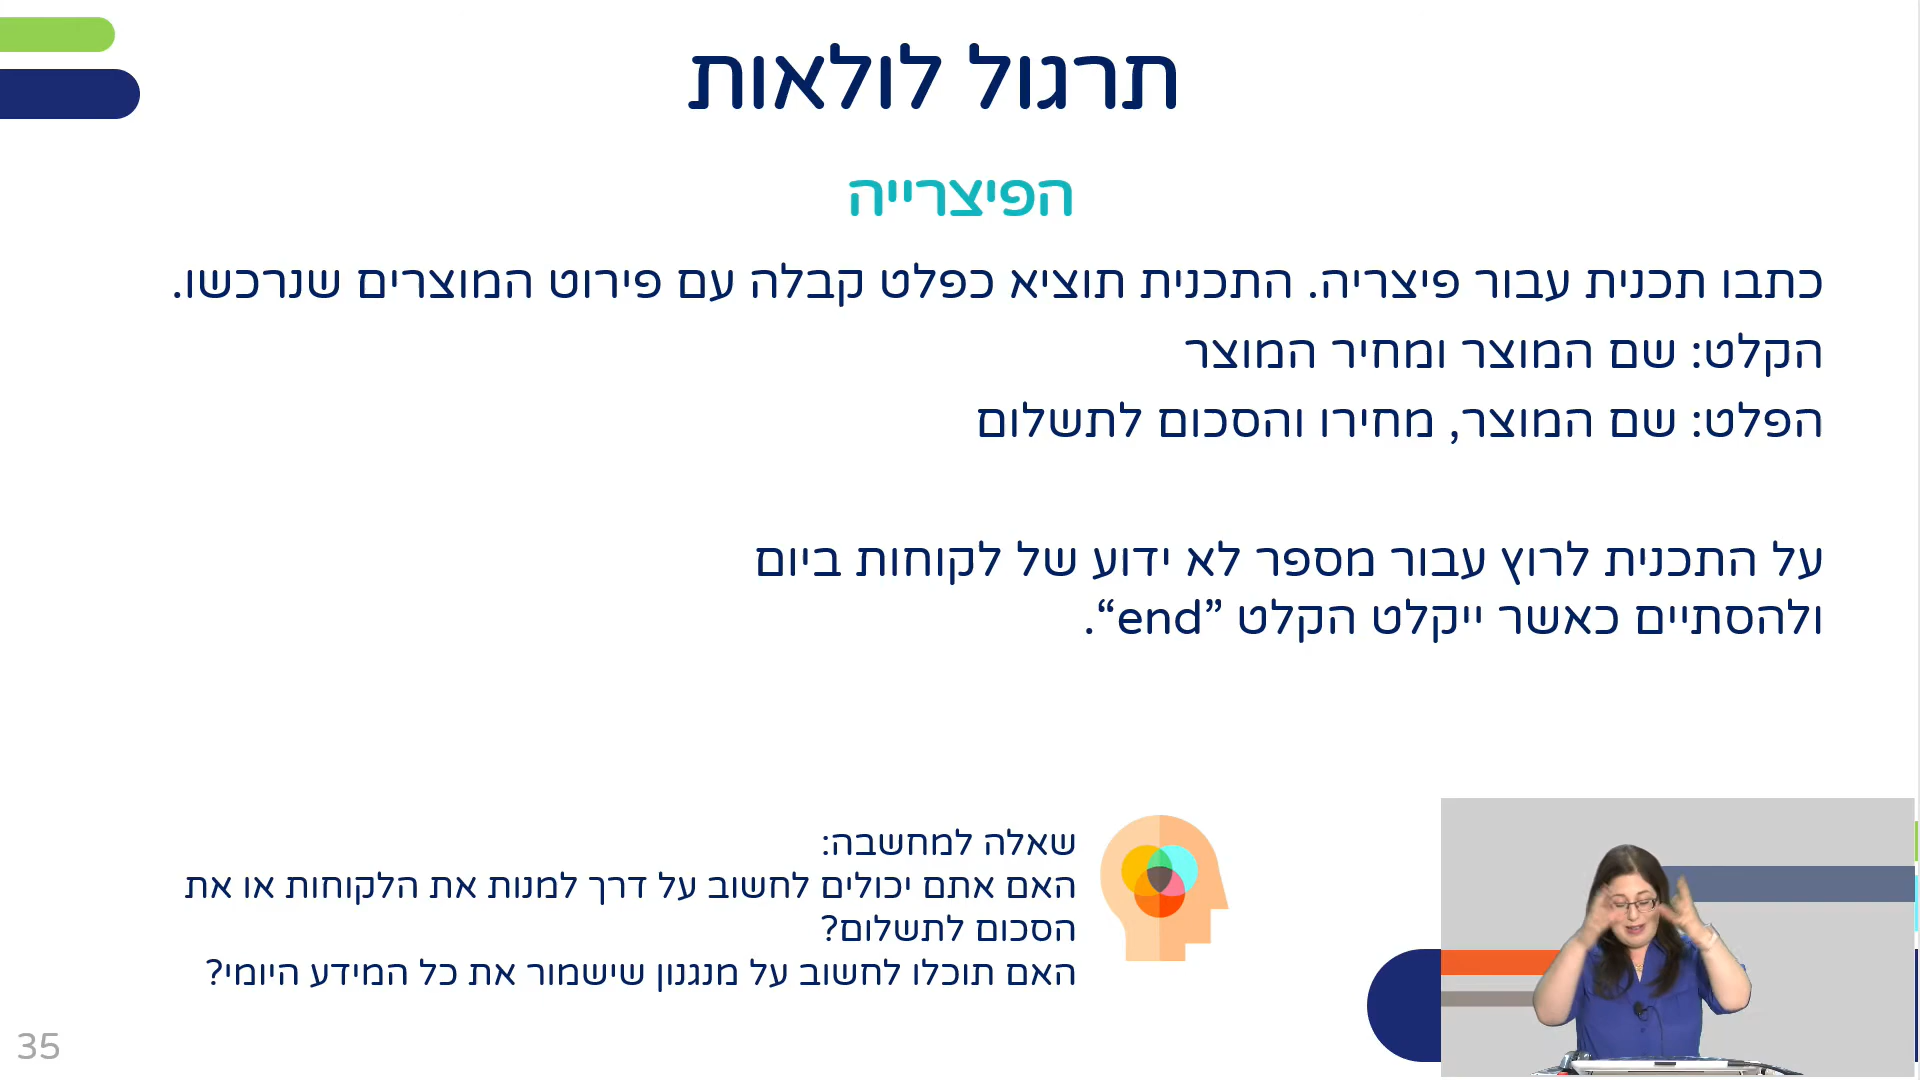 תרגול לולאות
הפיצרייה
כתבו תכנית עבור פיצריה. התכנית תוציא כפלט קבלה עם פירוט המוצרים שנרכשו.
הקלט: שם המוצר ומחיר המוצר
הפלט: שם המוצר, מחירו והסכום לתשלום
על התכנית לרוץ עבור מספר לא ידוע של לקוחות ביום
ולהסתיים כאשר ייקלט הקלט ”end“.
שאלה למחשבה:
האם אתם יכולים לחשוב על דרך למנות את הלקוחות או את
הסכום לתשלום?
האם תוכלו לחשוב על מנגנון שישמור את כל המידע היומי?
35